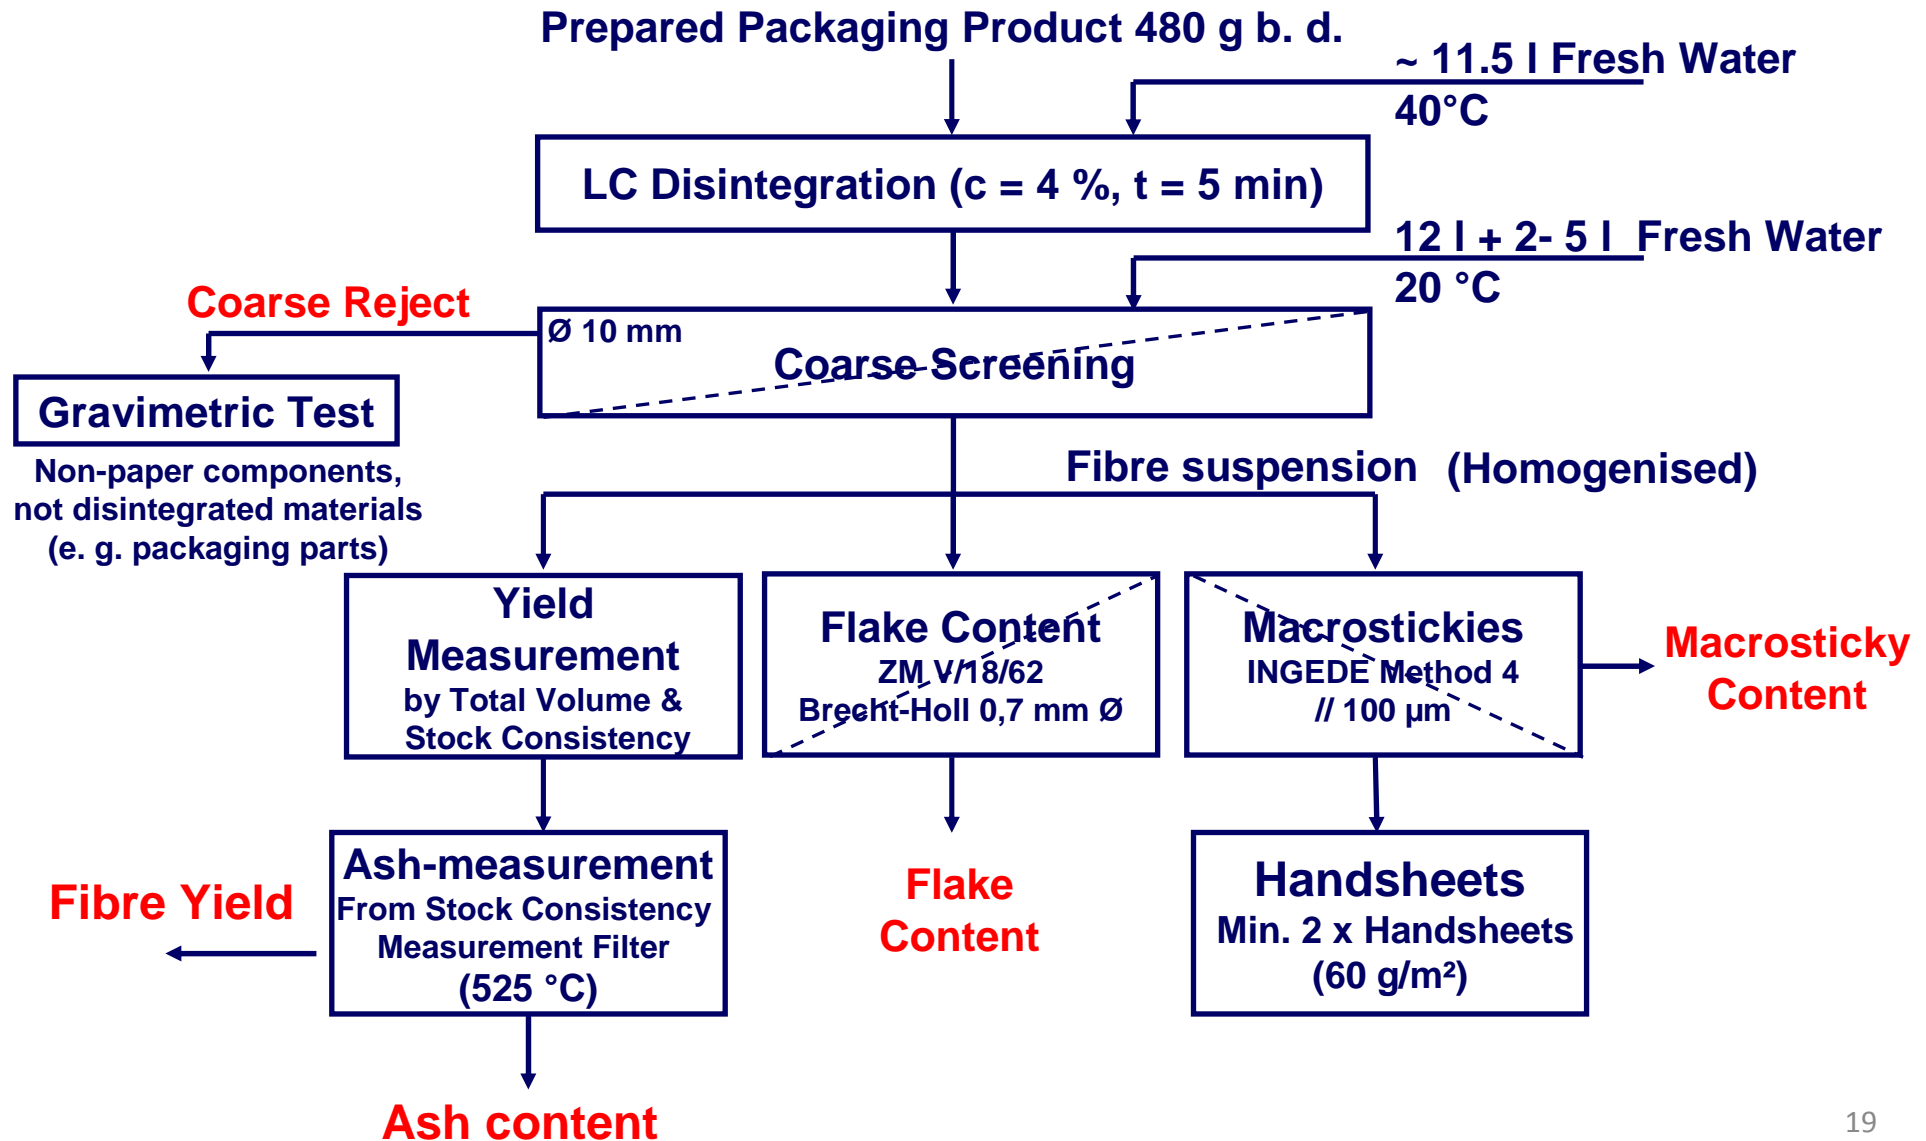 Prepared Packaging Product 480 g b. d.
~ 11.5 l Fresh Water
40°C
LC Disintegration (c = 4 %, t = 5 min)
12 l + 2- 5 l Fresh Water
20 °C
Coarse Reject
Ø 10 mm
Coarse Screening
Gravimetric Test
Non-paper components,
not disintegrated materials
(e. g. packaging parts)
Fibre suspension (Homogenised)
Yield
Measurement
by Total Volume &
Stock Consistency
Flake Content
ZM V/18/62
Brecht-Holl 0,7 mm Ø
Macrostickies
INGEDE Method 4
// 100 µm
Macrosticky
Content
Fibre Yield
Ash-measurement
From Stock Consistency
Measurement Filter
(525 °C)
Flake
Content
Handsheets
Min. 2 x Handsheets
(60 g/m²)
Ash content
19